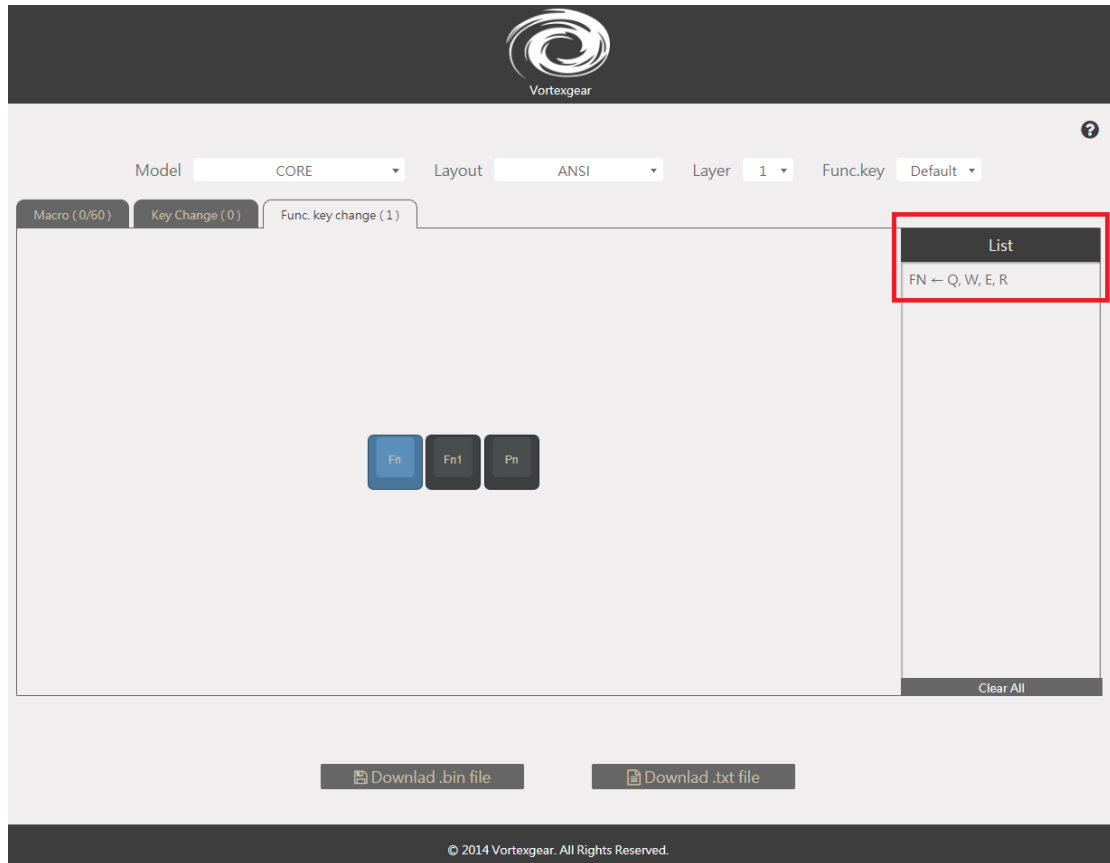 Vortexgear
Model CORE Layout ANSI Layer 1 Func.key Default
Macro ( 0/60 ) Key Change ( 0 ) Func. key change ( 1 )
List
FN ← Q, W, E, R
Fn Fn1 Pn
Clear All
Downlad .bin file Downlad .txt file
© 2014 Vortexgear. All Rights Reserved.